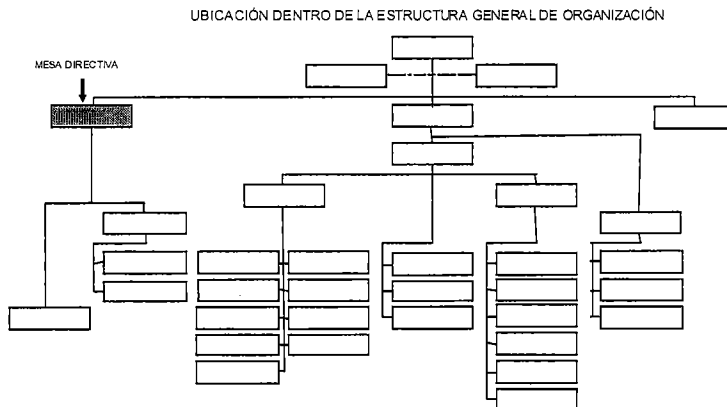 UBICACIÓN DENTRO DE LA ESTRUCTURA GENERAL DE ORGANIZACIÓN
MESA DIRECTIVA